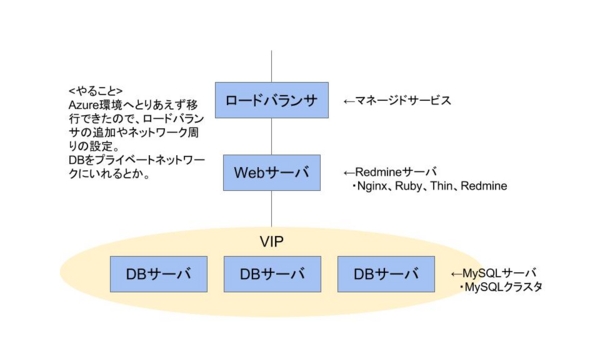 <やること>
Azure環境へとりあえず移
行できたので、ロードバラン
サの追加やネットワーク周
りの設定。
DBをプライベートネットワー
クにいれるとか。
ロードバランサ
←マネージドサービス
Webサーバ
←Redmineサーバ
・Nginx、Ruby、Thin、Redmine
VIP
DBサーバ
DBサーバ
DBサーバ
←MySQLサーバ
・MySQLクラスタ